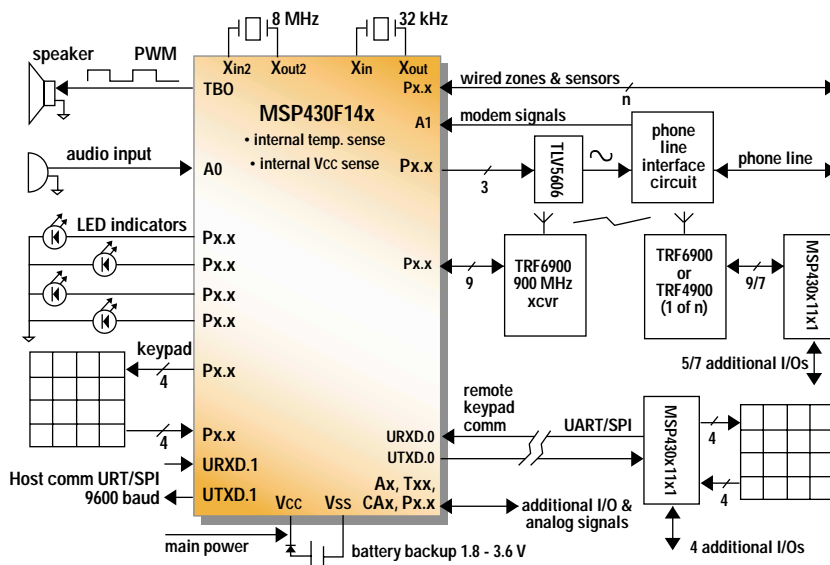 8 MHz
32 kHz
speaker
PWM
Xin2
Xout2
Xin
Xout
TBO
Px.x
wired zones & sensors
n
MSP430F14x
• internal temp. sense
• internal Vcc sense
A1
modem signals
phone line interface circuit
phone line
audio input
A0
Px.x
3
TLV5606
LED indicators
Px.x
Px.x
Px.x
Px.x
Px.x
9
TRF6900
900 MHz
xcvr
TRF6900
or
TRF4900
(1 of n)
9/7
MSP430x11x1
5/7 additional I/Os
keypad
4
Px.x
4
Px.x
remote
keypad
comm
URXD.0
UTXD.0
UART/SPI
MSP430x11x1
4
4
4 additional I/Os
URXD.1
Host comm URT/SPI
9600 baud
UTXD.1
Ax, Txx,
CAx, Px.x
additional I/O &
analog signals
Vcc
Vss
main power
battery backup 1.8 - 3.6 V